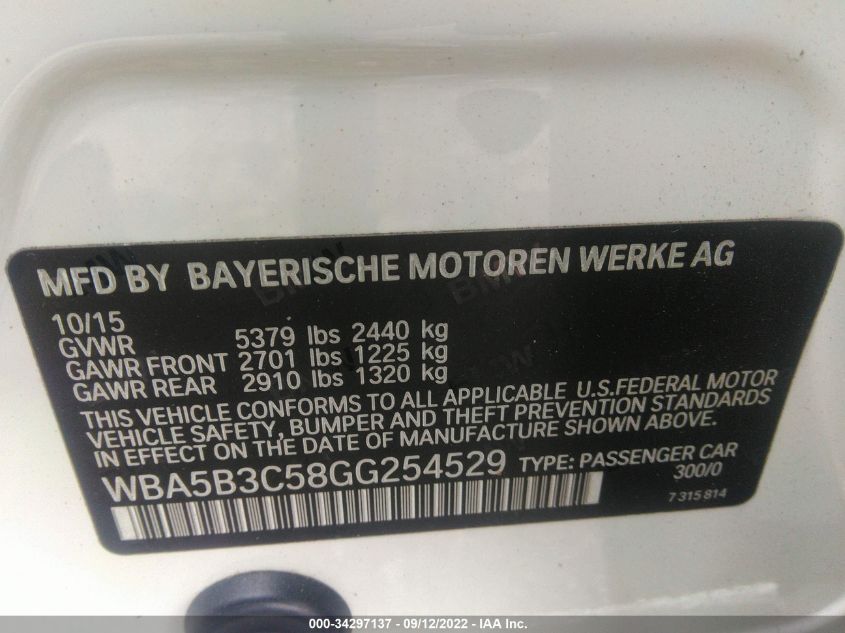 MFD BY BAYERISCHE MOTOREN WERKE AG
10/15
GVWR 5379 lbs 2440 kg
GAWR FRONT 2701 lbs 1225 kg
GAWR REAR 2910 lbs 1320 kg
THIS VEHICLE CONFORMS TO ALL APPLICABLE U.S.FEDERAL MOTOR
VEHICLE SAFETY, BUMPER AND THEFT PREVENTION STANDARDS
IN EFFECT ON THE DATE OF MANUFACTURE SHOWN ABOVE.
WBA5B3C58GG254529 TYPE: PASSENGER CAR
300/0
7 315 814
000-34297137 - 09/12/2022 - IAA Inc.